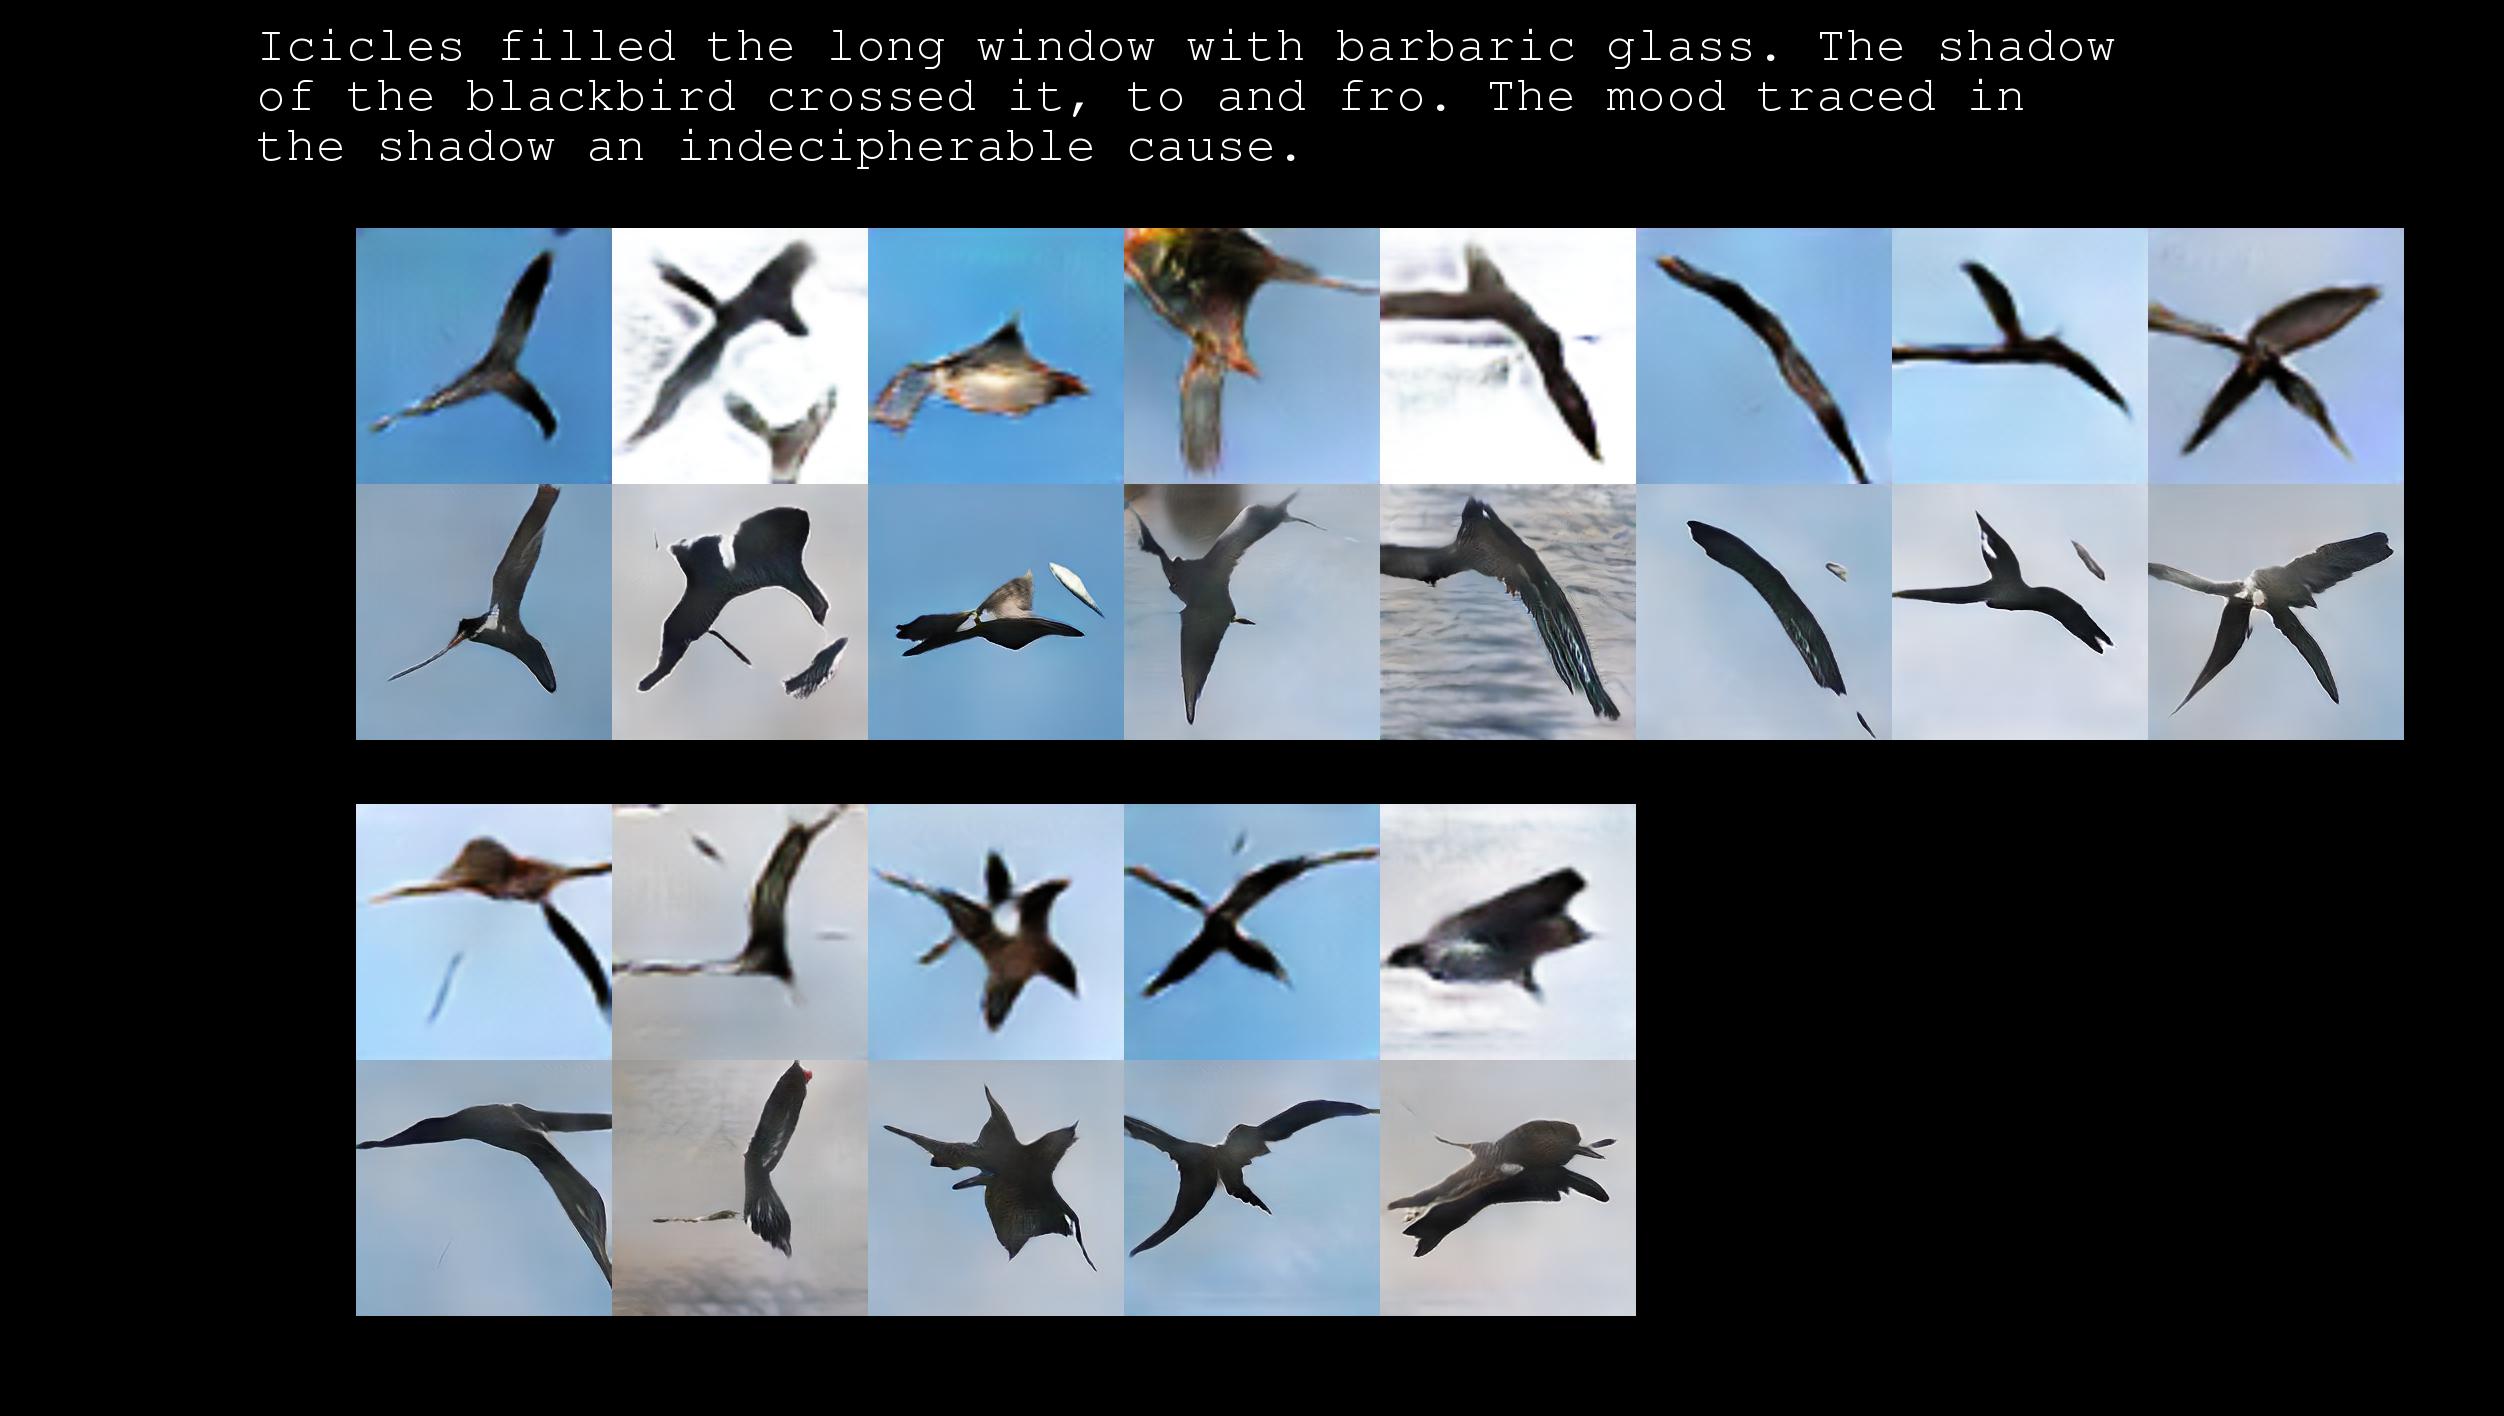 Icicles filled the long window with barbaric glass. The shadow
of the blackbird crossed it, to and fro. The mood traced in
the shadow an indecipherable cause.